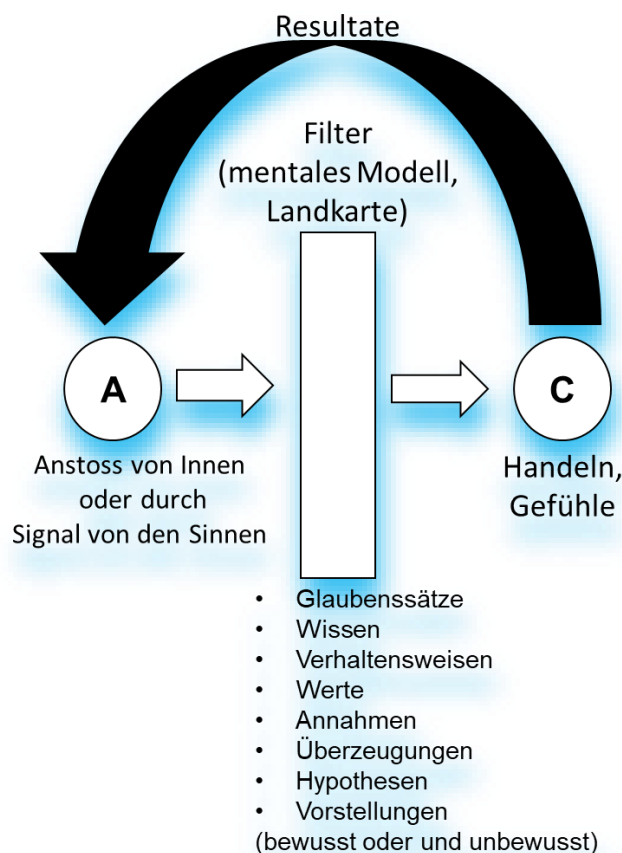 Resultate
Filter
(mentales Modell,
Landkarte)
A
C
Anstoss von Innen
oder durch
Signal von den Sinnen
Handeln,
Gefühle
• Glaubenssätze
• Wissen
• Verhaltensweisen
• Werte
• Annahmen
• Überzeugungen
• Hypothesen
• Vorstellungen
(bewusst oder und unbewusst)